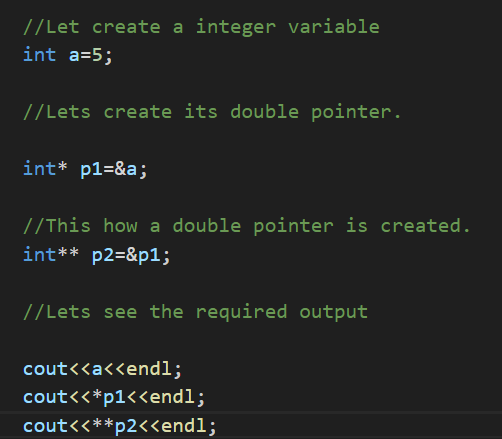 //Let create a integer variable
int a=5;
//Lets create its double pointer.
int* p1=&a;
//This how a double pointer is created.
int** p2=&p1;
//Lets see the required output
cout<<a<<endl;
cout<<*p1<<endl;
cout<<**p2<<endl;